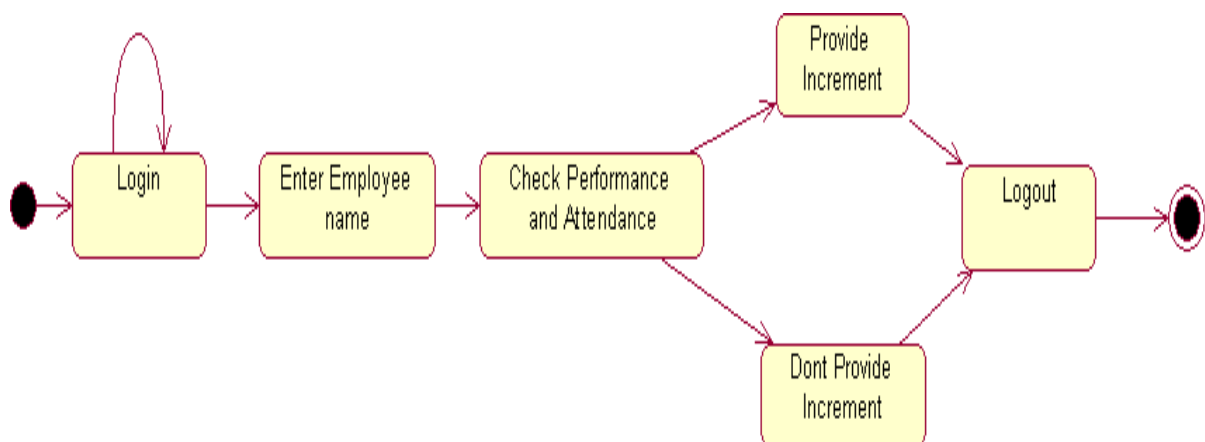 Login
Enter Employee
name
Check Performance
and Attendance
Provide
Increment
Dont Provide
Increment
Logout